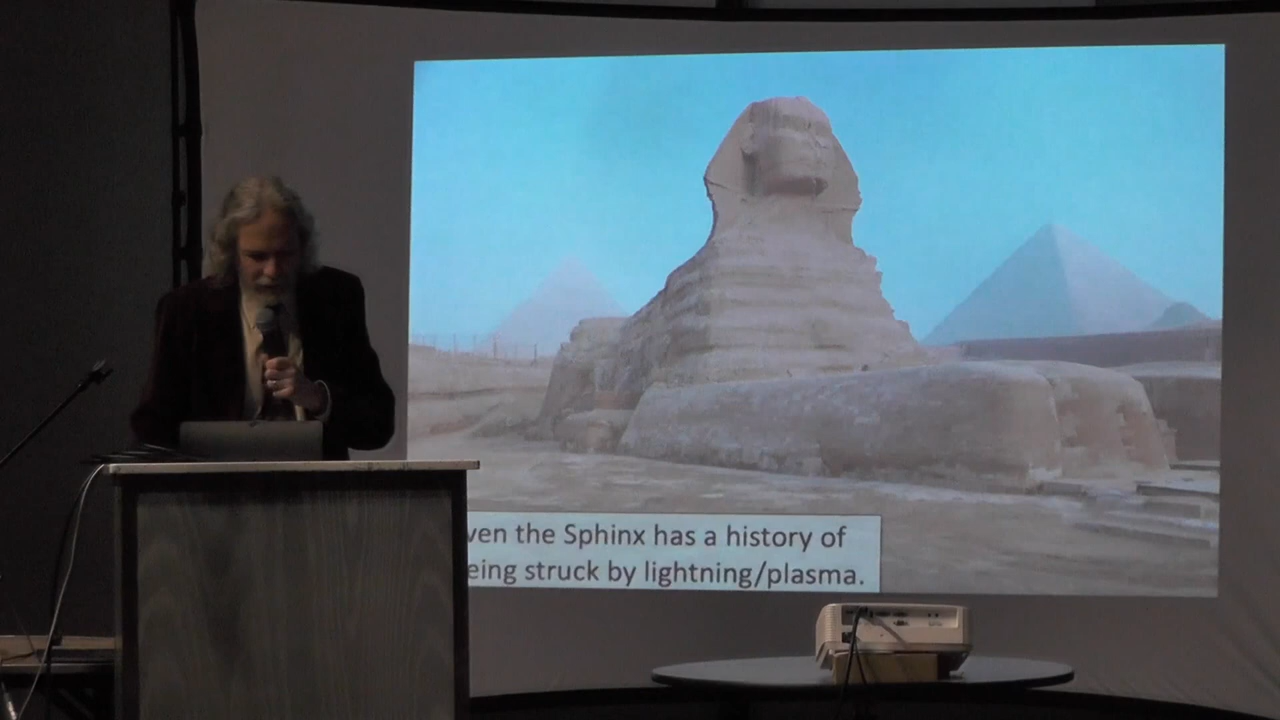 ven the Sphinx has a history of
eing struck by lightning/plasma.